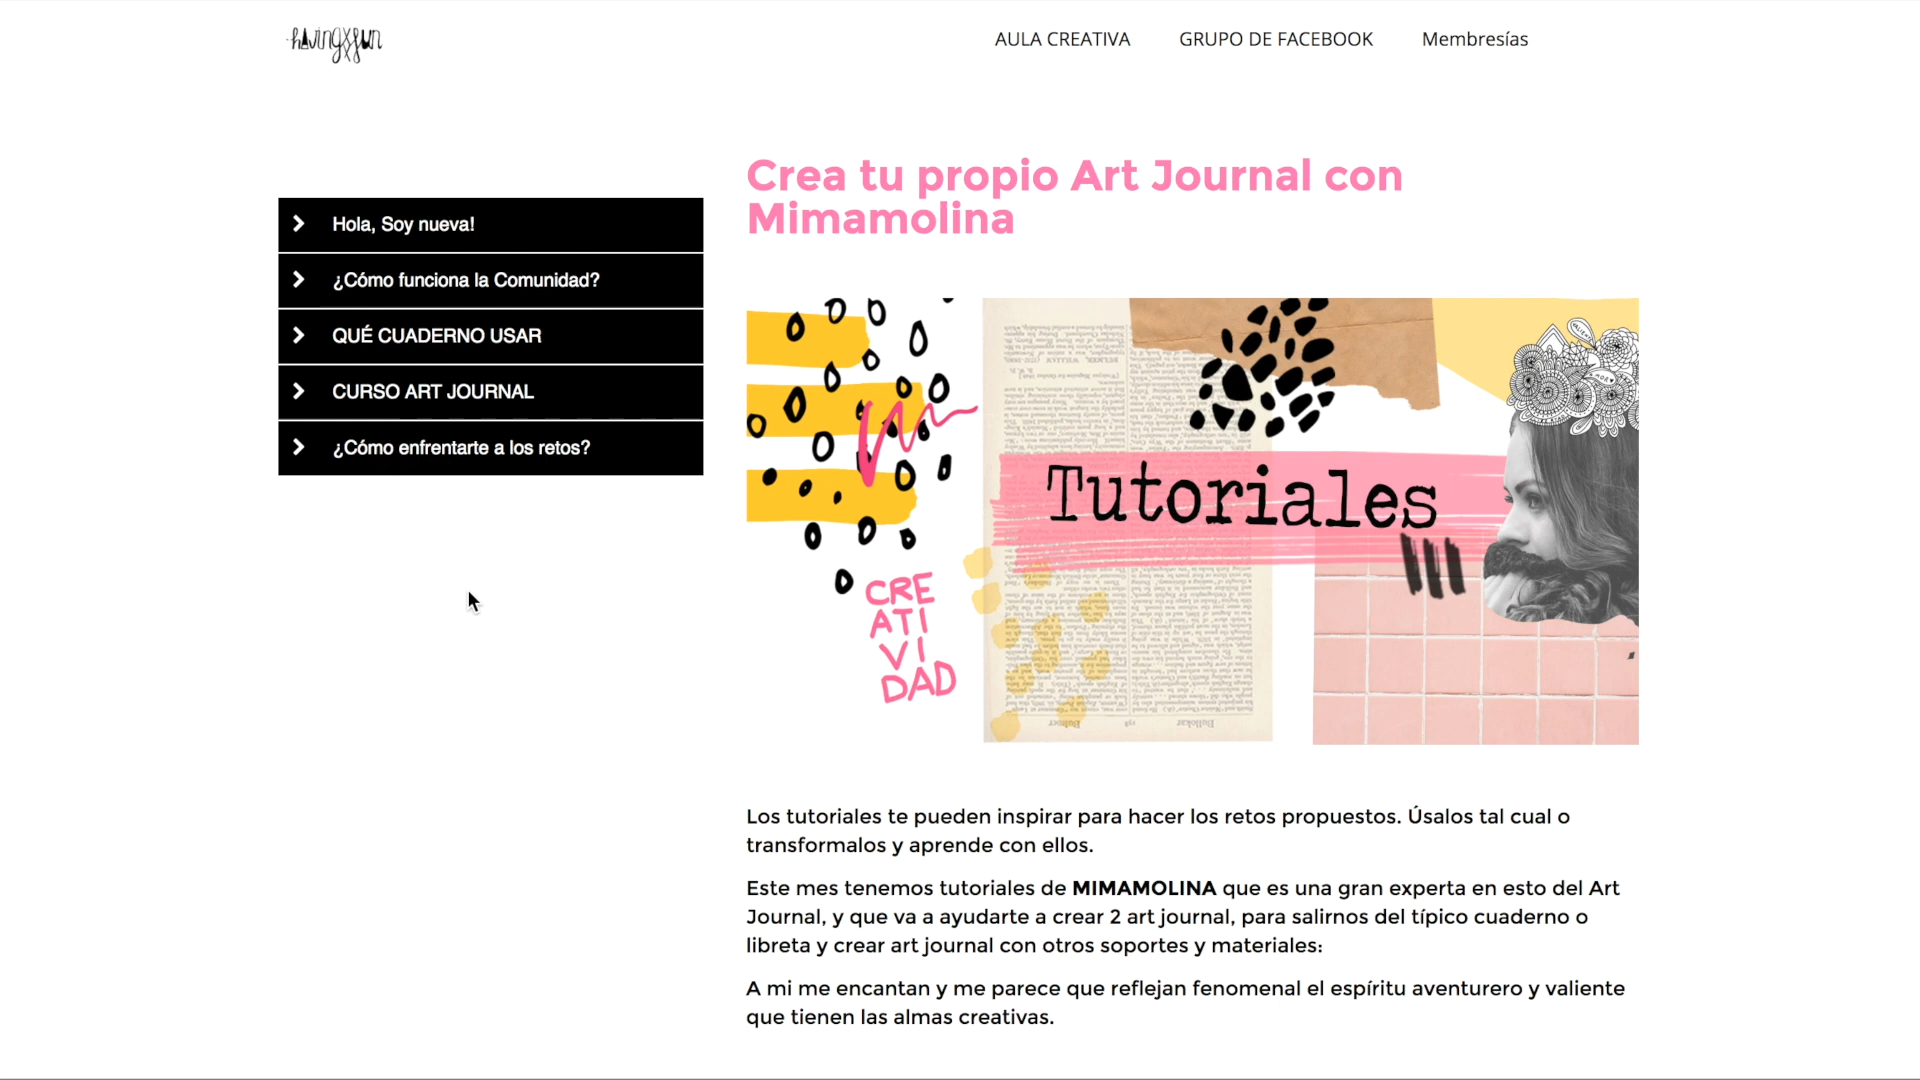 havingfun
AULA CREATIVA
GRUPO DE FACEBOOK
Membresías
Hola, Soy nueva!
¿Cómo funciona la Comunidad?
QUÉ CUADERNO USAR
CURSO ART JOURNAL
¿Cómo enfrentarte a los retos?
Crea tu propio Art Journal con
Mimamolina
Tutoriales
CRE
ATI
VI
DAD
Los tutoriales te pueden inspirar para hacer los retos propuestos. Úsalos tal cual o
transformalos y aprende con ellos.
Este mes tenemos tutoriales de MIMAMOLINA que es una gran experta en esto del Art
Journal, y que va a ayudarte a crear 2 art journal, para salirnos del típico cuaderno o
libreta y crear art journal con otros soportes y materiales:
A mi me encantan y me parece que reflejan fenomenal el espíritu aventurero y valiente
que tienen las almas creativas.